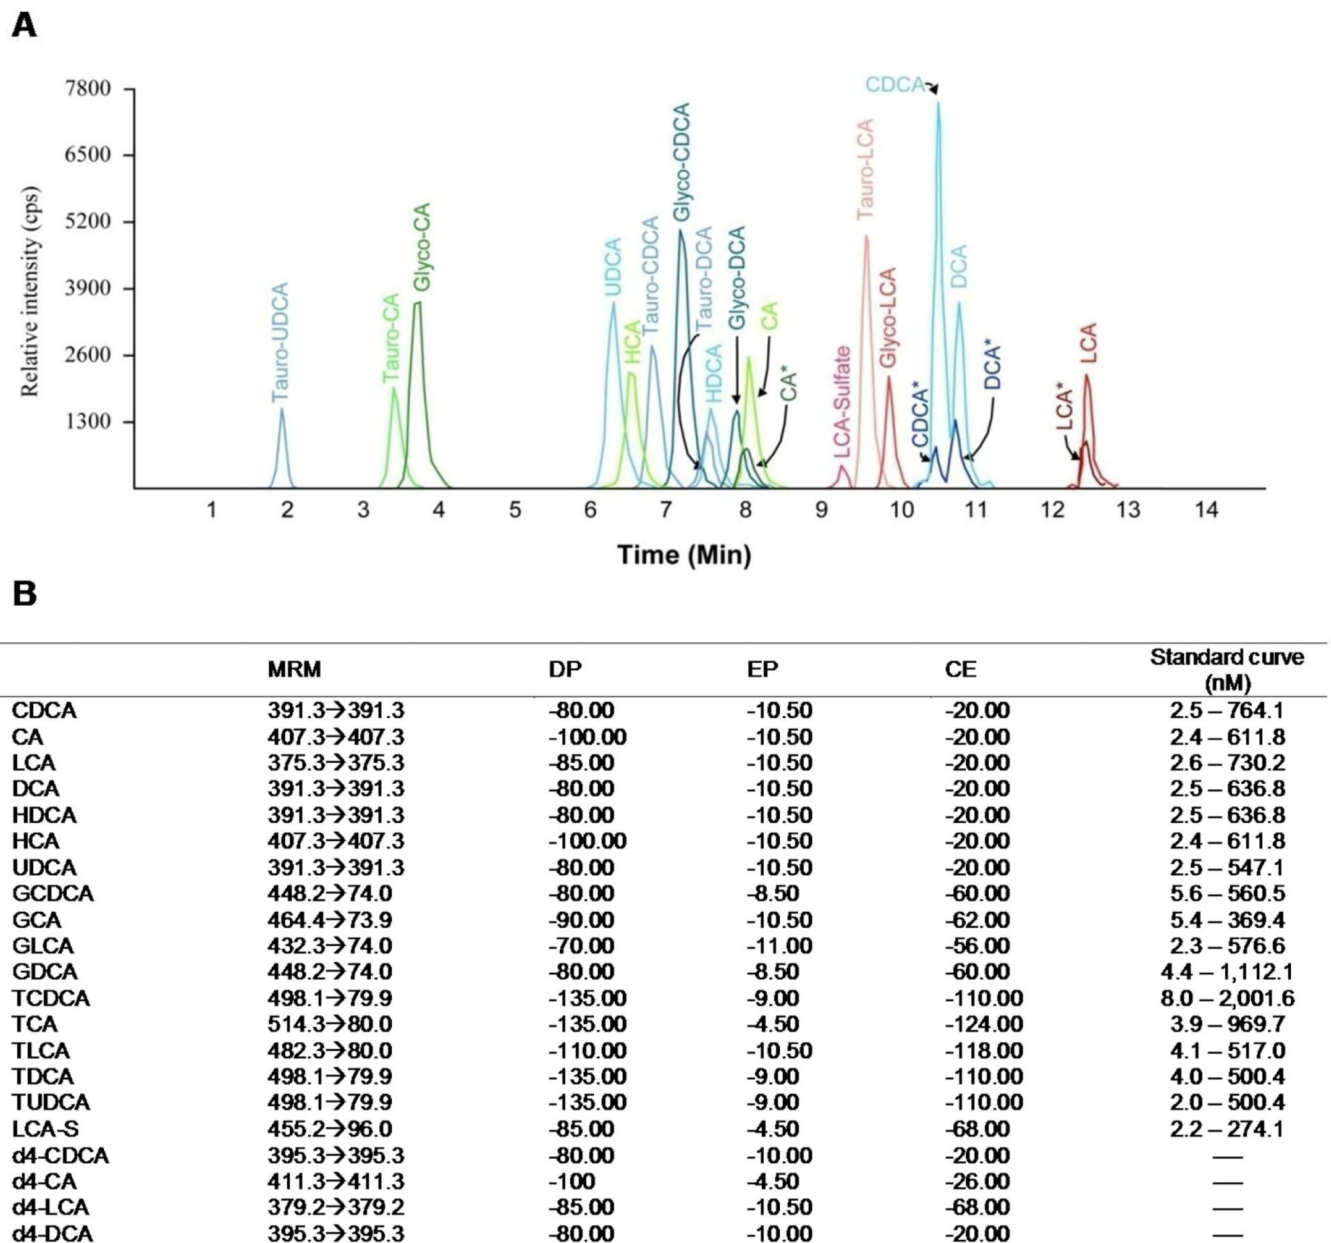 A
CDCA
7800
6500
5200
3900
2600
1300
Relative intensity (cps)
Tauro-UDCA
Tauro-CA
Glyco-CA
UDCA
HCA
Tauro-CDCA
Glyco-CDCA
Tauro-DCA
HDCA
Glyco-DCA
CA
CA*
LCA-Sulfate
Tauro-LCA
Glyco-LCA
CDCA*
DCA
DCA*
LCA*
LCA
1 2 3 4 5 6 7 8 9 10 11 12 13 14
Time (Min)
B
MRM DP EP CE Standard curve (nM)
CDCA 391.3→391.3 -80.00 -10.50 -20.00 2.5 – 764.1
CA 407.3→407.3 -100.00 -10.50 -20.00 2.4 – 611.8
LCA 375.3→375.3 -85.00 -10.50 -20.00 2.6 – 730.2
DCA 391.3→391.3 -80.00 -10.50 -20.00 2.5 – 636.8
HDCA 391.3→391.3 -80.00 -10.50 -20.00 2.5 – 636.8
HCA 407.3→407.3 -100.00 -10.50 -20.00 2.4 – 611.8
UDCA 391.3→391.3 -80.00 -10.50 -20.00 2.5 – 547.1
GCDCA 448.2→74.0 -80.00 -8.50 -60.00 5.6 – 560.5
GCA 464.4→73.9 -90.00 -10.50 -62.00 5.4 – 369.4
GLCA 432.3→74.0 -70.00 -11.00 -56.00 2.3 – 576.6
GDCA 448.2→74.0 -80.00 -8.50 -60.00 4.4 – 1,112.1
TCDCA 498.1→79.9 -135.00 -9.00 -110.00 8.0 – 2,001.6
TCA 514.3→80.0 -135.00 -4.50 -124.00 3.9 – 969.7
TLCA 482.3→80.0 -110.00 -10.50 -118.00 4.1 – 517.0
TDCA 498.1→79.9 -135.00 -9.00 -110.00 4.0 – 500.4
TUDCA 498.1→79.9 -135.00 -9.00 -110.00 2.0 – 500.4
LCA-S 455.2→96.0 -85.00 -4.50 -68.00 2.2 – 274.1
d4-CDCA 395.3→395.3 -80.00 -10.00 -20.00 —
d4-CA 411.3→411.3 -100 -4.50 -26.00 —
d4-LCA 379.2→379.2 -85.00 -10.50 -68.00 —
d4-DCA 395.3→395.3 -80.00 -10.00 -20.00 —